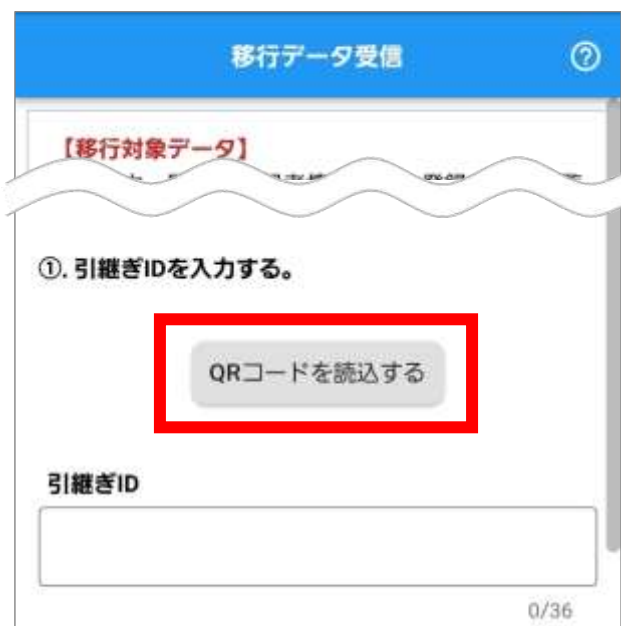 移行データ受信
【移行対象データ】
①. 引継ぎIDを入力する。
QRコードを読込する
引継ぎID
0/36